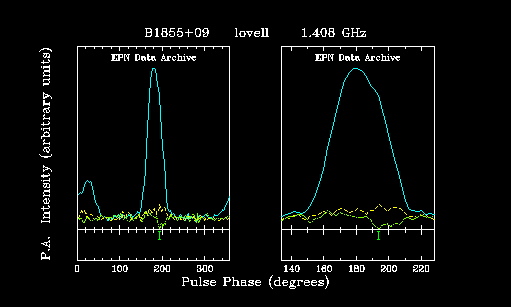 B1855+09 lovell 1.408 GHz
EPN Data Archive
EPN Data Archive
P.A. Intensity (arbitrary units)
0 100 200 300
140 160 180 200 220
Pulse Phase (degrees)